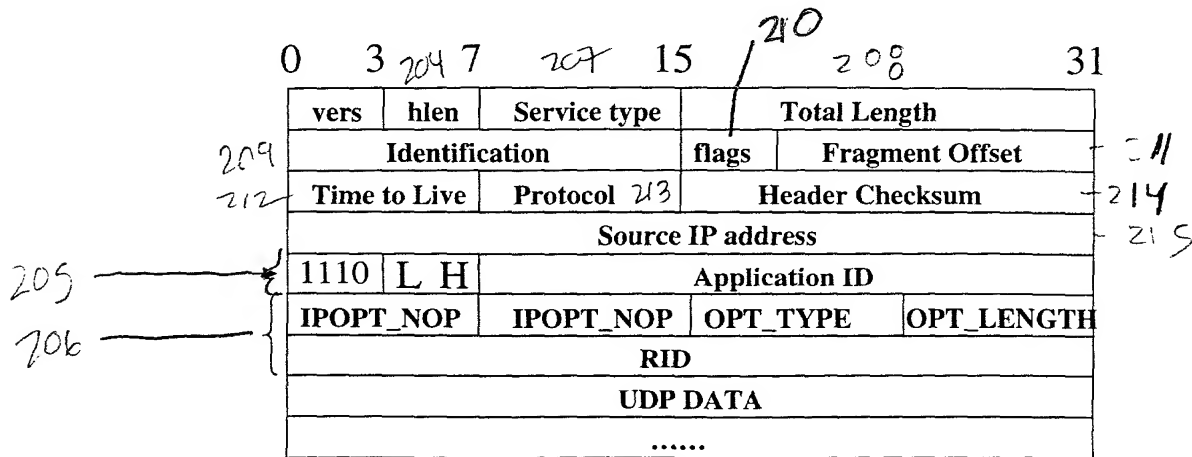 210
0 3 204 7 207 15 208 31
vers hlen Service type Total Length
209 Identification flags Fragment Offset 211
212 Time to Live Protocol 213 Header Checksum 214
Source IP address 215
205 1110 L H Application ID
206 IPOPT_NOP IPOPT_NOP OPT_TYPE OPT_LENGTH
RID
UDP DATA
......